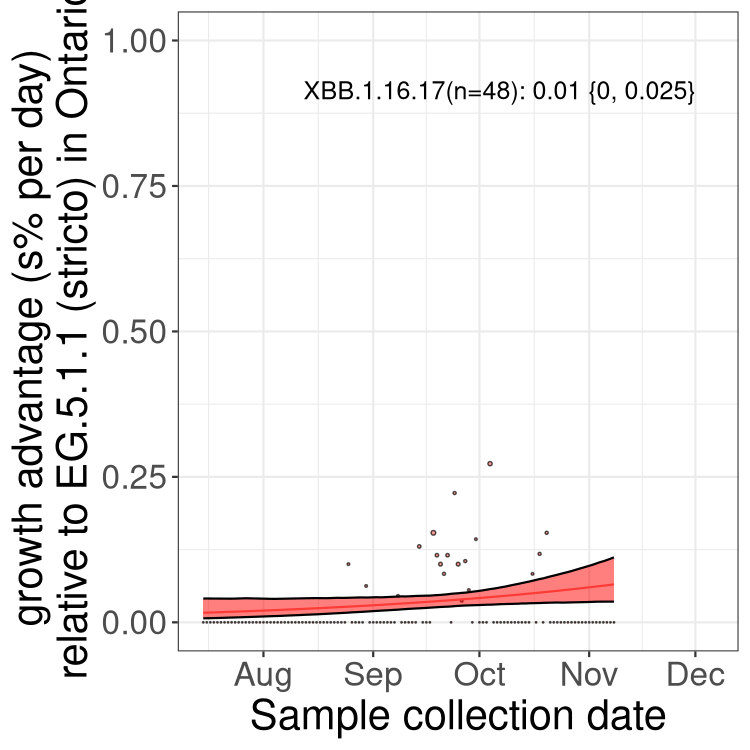 growth advantage (s% per day)
relative to EG.5.1.1 (stricto) in Ontario
1.00
0.75
0.50
0.25
0.00
XBB.1.16.17(n=48): 0.01 {0, 0.025}
Aug Sep Oct Nov Dec
Sample collection date